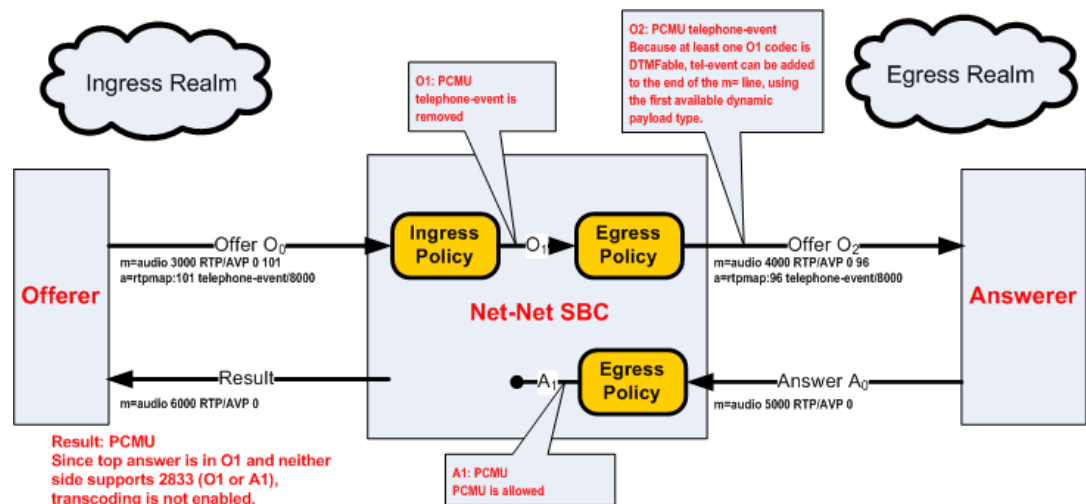 Ingress Realm
O1: PCMU
telephone-event is
removed
O2: PCMU telephone-event
Because at least one O1 codec is
DTMFable, tel-event can be added
to the end of the m= line, using
the first available dynamic
payload type.
Egress Realm
Offerer
Offer O0
m=audio 3000 RTP/AVP 0 101
a=rtpmap:101 telephone-event/8000
Ingress
Policy
O1
Egress
Policy
Offer O2
m=audio 4000 RTP/AVP 0 96
a=rtpmap:96 telephone-event/8000
Answerer
Net-Net SBC
Result
m=audio 6000 RTP/AVP 0
A1
Egress
Policy
Answer A0
m=audio 5000 RTP/AVP 0
Result: PCMU
Since top answer is in O1 and neither
side supports 2833 (O1 or A1),
transcoding is not enabled.
A1: PCMU
PCMU is allowed